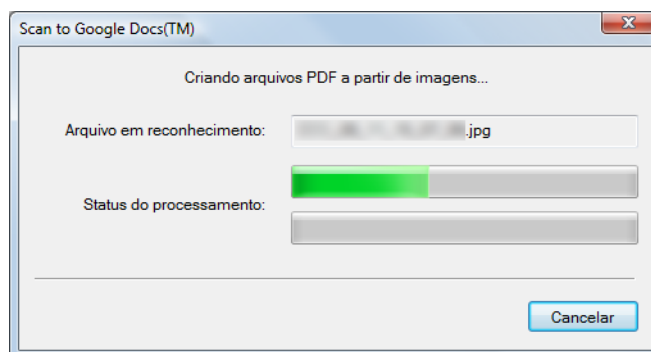 Scan to Google Docs(TM)
Criando arquivos PDF a partir de imagens...
Arquivo em reconhecimento:
.jpg
Status do processamento:
Cancelar